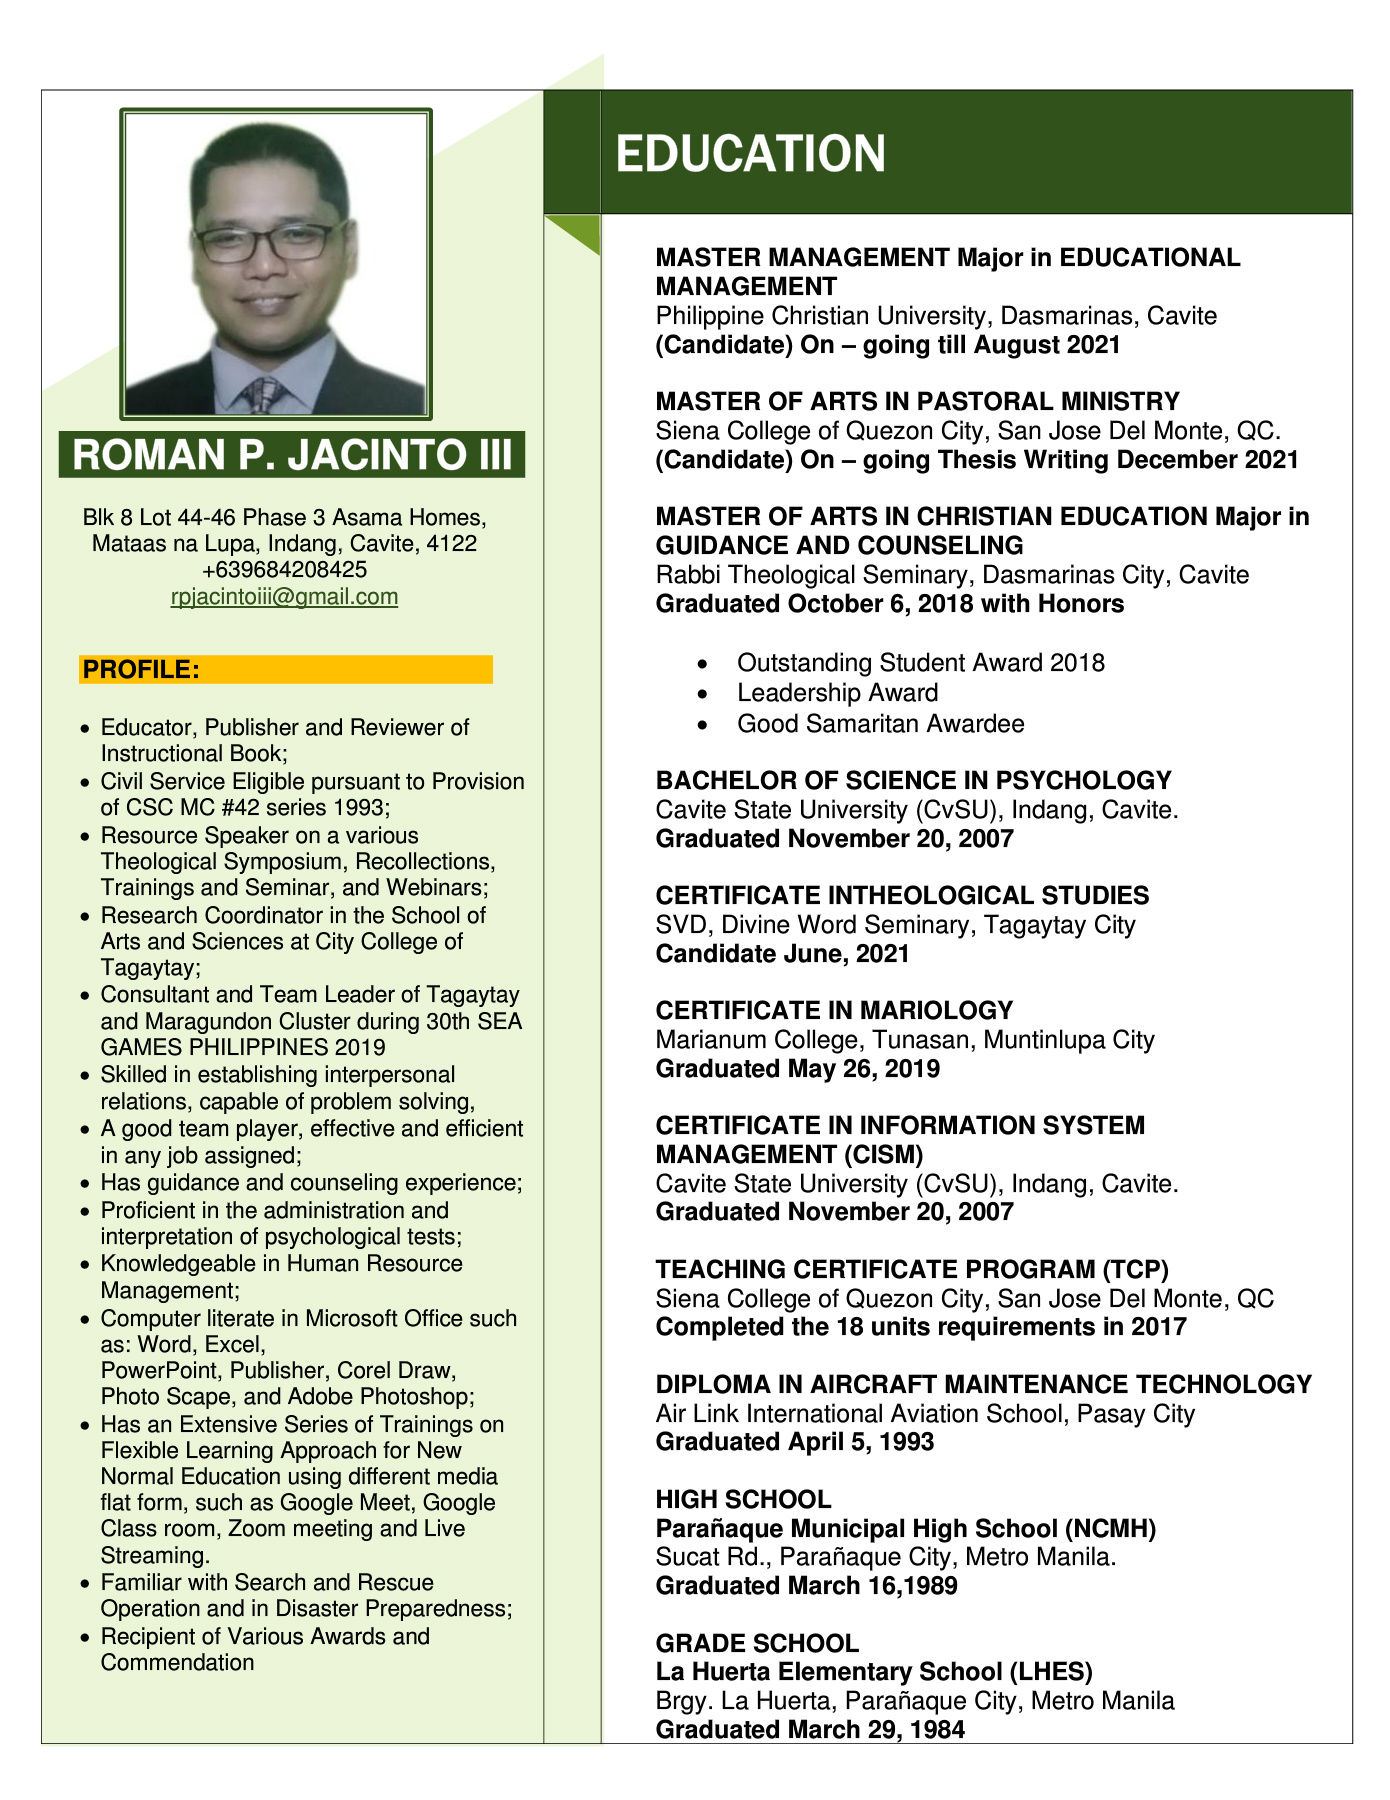 ROMAN P. JACINTO III
Blk 8 Lot 44-46 Phase 3 Asama Homes,
Mataas na Lupa, Indang, Cavite, 4122
+639684208425
rpjacintoiii@gmail.com
PROFILE:
• Educator, Publisher and Reviewer of
Instructional Book;
• Civil Service Eligible pursuant to Provision
of CSC MC #42 series 1993;
• Resource Speaker on a various
Theological Symposium, Recollections,
Trainings and Seminar, and Webinars;
• Research Coordinator in the School of
Arts and Sciences at City College of
Tagaytay;
• Consultant and Team Leader of Tagaytay
and Maragundon Cluster during 30th SEA
GAMES PHILIPPINES 2019
• Skilled in establishing interpersonal
relations, capable of problem solving,
• A good team player, effective and efficient
in any job assigned;
• Has guidance and counseling experience;
• Proficient in the administration and
interpretation of psychological tests;
• Knowledgeable in Human Resource
Management;
• Computer literate in Microsoft Office such
as: Word, Excel,
PowerPoint, Publisher, Corel Draw,
Photo Scape, and Adobe Photoshop;
• Has an Extensive Series of Trainings on
Flexible Learning Approach for New
Normal Education using different media
flat form, such as Google Meet, Google
Class room, Zoom meeting and Live
Streaming.
• Familiar with Search and Rescue
Operation and in Disaster Preparedness;
• Recipient of Various Awards and
Commendation
EDUCATION
MASTER MANAGEMENT Major in EDUCATIONAL
MANAGEMENT
Philippine Christian University, Dasmarinas, Cavite
(Candidate) On – going till August 2021
MASTER OF ARTS IN PASTORAL MINISTRY
Siena College of Quezon City, San Jose Del Monte, QC.
(Candidate) On – going Thesis Writing December 2021
MASTER OF ARTS IN CHRISTIAN EDUCATION Major in
GUIDANCE AND COUNSELING
Rabbi Theological Seminary, Dasmarinas City, Cavite
Graduated October 6, 2018 with Honors
• Outstanding Student Award 2018
• Leadership Award
• Good Samaritan Awardee
BACHELOR OF SCIENCE IN PSYCHOLOGY
Cavite State University (CvSU), Indang, Cavite.
Graduated November 20, 2007
CERTIFICATE INTHEOLOGICAL STUDIES
SVD, Divine Word Seminary, Tagaytay City
Candidate June, 2021
CERTIFICATE IN MARIOLOGY
Marianum College, Tunasan, Muntinlupa City
Graduated May 26, 2019
CERTIFICATE IN INFORMATION SYSTEM
MANAGEMENT (CISM)
Cavite State University (CvSU), Indang, Cavite.
Graduated November 20, 2007
TEACHING CERTIFICATE PROGRAM (TCP)
Siena College of Quezon City, San Jose Del Monte, QC
Completed the 18 units requirements in 2017
DIPLOMA IN AIRCRAFT MAINTENANCE TECHNOLOGY
Air Link International Aviation School, Pasay City
Graduated April 5, 1993
HIGH SCHOOL
Parañaque Municipal High School (NCMH)
Sucat Rd., Parañaque City, Metro Manila.
Graduated March 16,1989
GRADE SCHOOL
La Huerta Elementary School (LHES)
Brgy. La Huerta, Parañaque City, Metro Manila
Graduated March 29, 1984